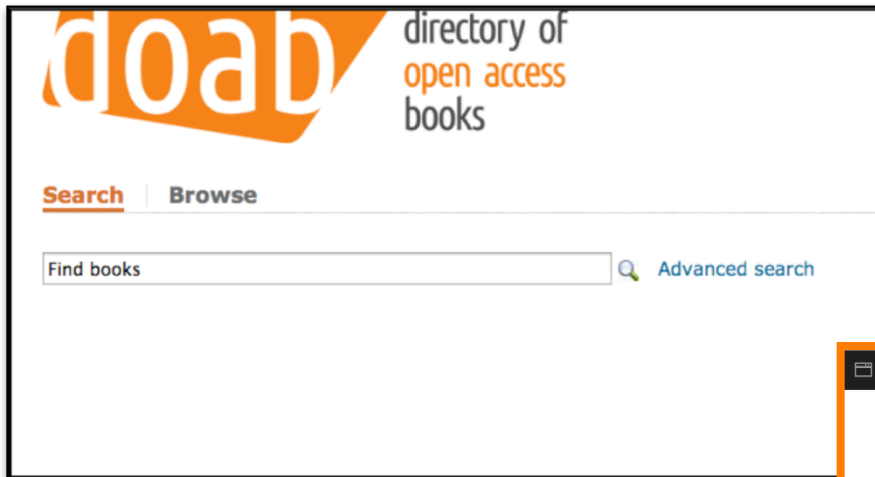 doab
directory of
open access
books
Search
Browse
Find books
Advanced search